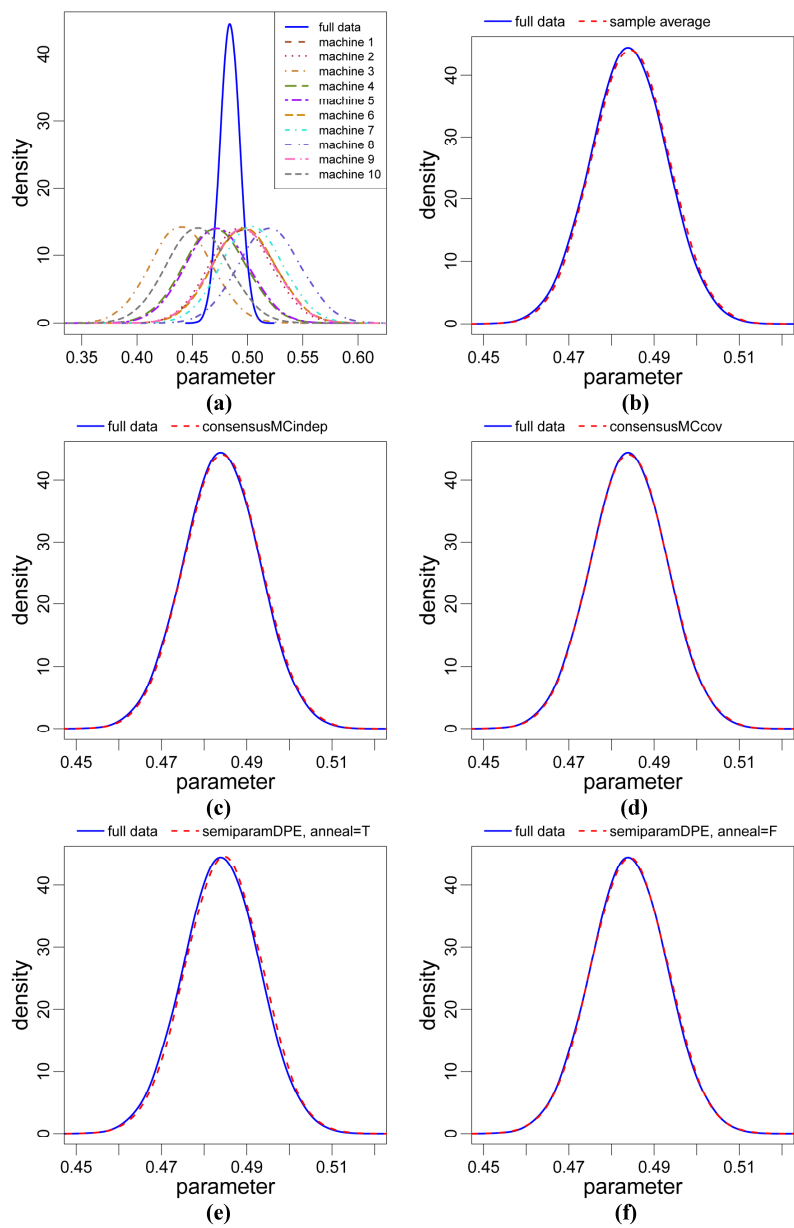 full data
machine 1
machine 2
machine 3
machine 4
machine 5
machine 6
machine 7
machine 8
machine 9
machine 10
density
0 10 20 30 40
0.35 0.40 0.45 0.50 0.55 0.60
parameter
(a)
full data sample average
density
0 10 20 30 40
0.45 0.47 0.49 0.51
parameter
(b)
full data consensusMCindep
density
0 10 20 30 40
0.45 0.47 0.49 0.51
parameter
(c)
full data consensusMCcov
density
0 10 20 30 40
0.45 0.47 0.49 0.51
parameter
(d)
full data semiparamDPE, anneal=T
density
0 10 20 30 40
0.45 0.47 0.49 0.51
parameter
(e)
full data semiparamDPE, anneal=F
density
0 10 20 30 40
0.45 0.47 0.49 0.51
parameter
(f)